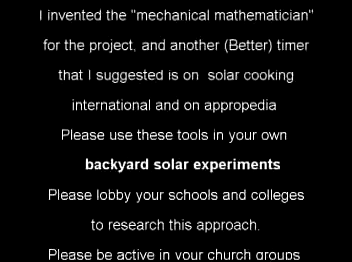 I invented the "mechanical mathematician"
for the project, and another (Better) timer
that I suggested is on solar cooking
international and on appropedia
Please use these tools in your own
backyard solar experiments
Please lobby your schools and colleges
to research this approach.
Please be active in your church groups